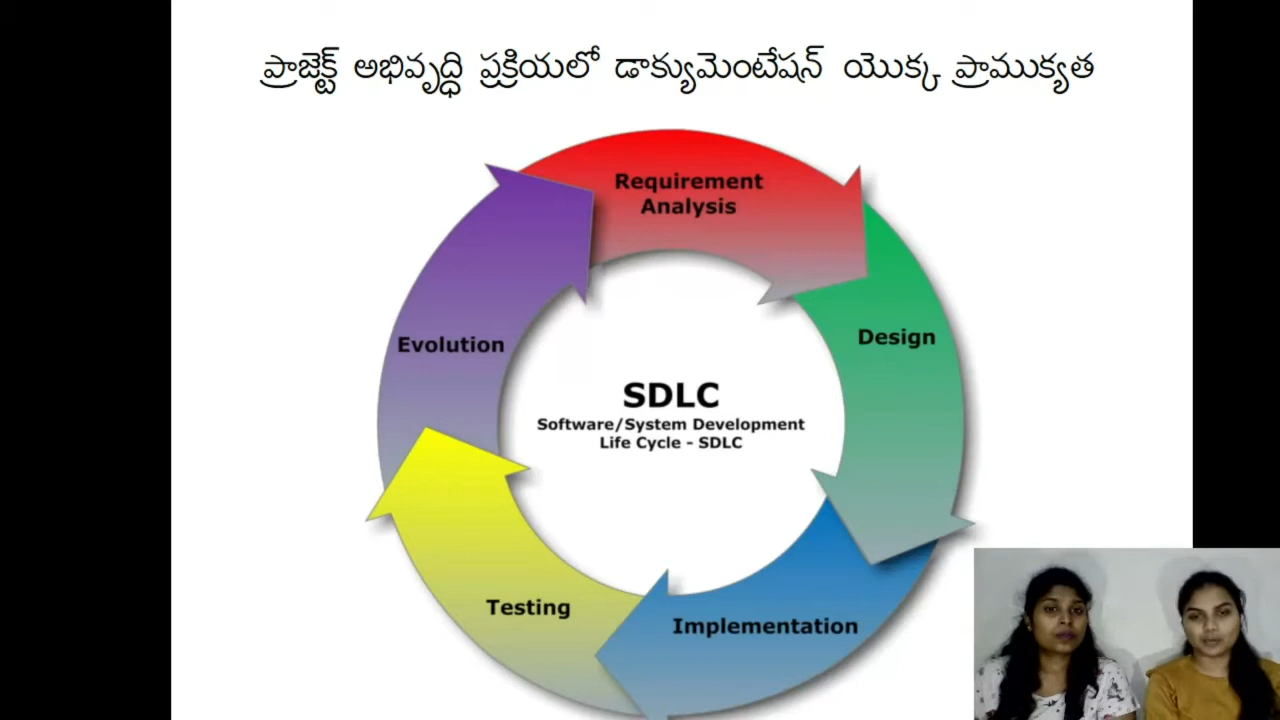 ప్రాజెక్ట్ అభివృద్ధి ప్రక్రియలో డాక్యుమెంటేషన్ యొక్క ప్రాముక్యత
Requirement
Analysis
Design
Evolution
SDLC
Software/System Development
Life Cycle - SDLC
Testing
Implementation